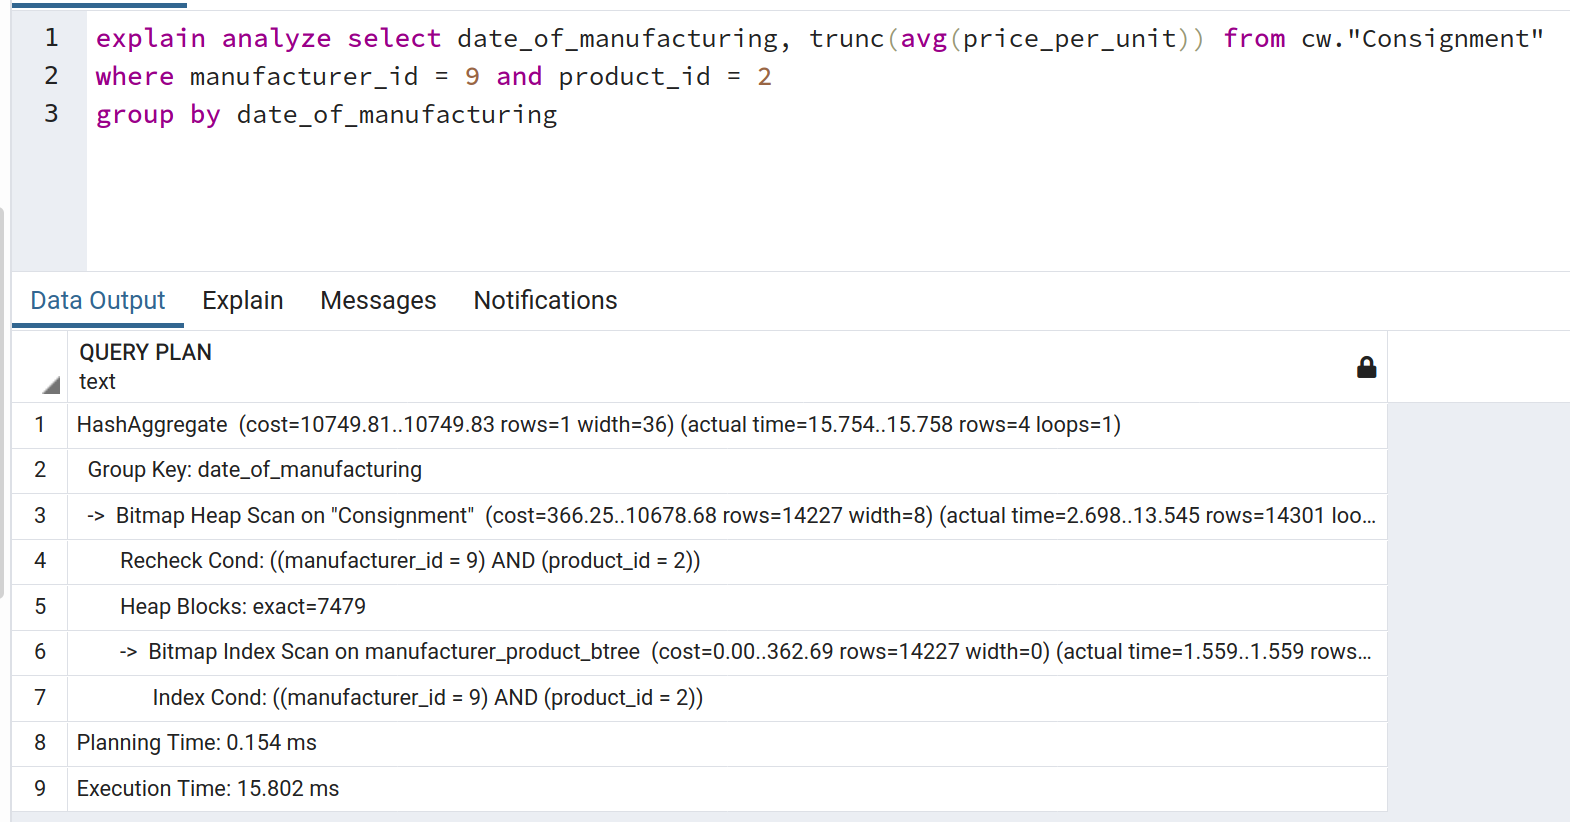 1 explain analyze select date_of_manufacturing, trunc(avg(price_per_unit)) from cw."Consignment"
2 where manufacturer_id = 9 and product_id = 2
3 group by date_of_manufacturing
Data Output Explain Messages Notifications
QUERY PLAN
text
1 HashAggregate (cost=10749.81..10749.83 rows=1 width=36) (actual time=15.754..15.758 rows=4 loops=1)
2 Group Key: date_of_manufacturing
3 -> Bitmap Heap Scan on "Consignment" (cost=366.25..10678.68 rows=14227 width=8) (actual time=2.698..13.545 rows=14301 loo...
4 Recheck Cond: ((manufacturer_id = 9) AND (product_id = 2))
5 Heap Blocks: exact=7479
6 -> Bitmap Index Scan on manufacturer_product_btree (cost=0.00..362.69 rows=14227 width=0) (actual time=1.559..1.559 rows...
7 Index Cond: ((manufacturer_id = 9) AND (product_id = 2))
8 Planning Time: 0.154 ms
9 Execution Time: 15.802 ms